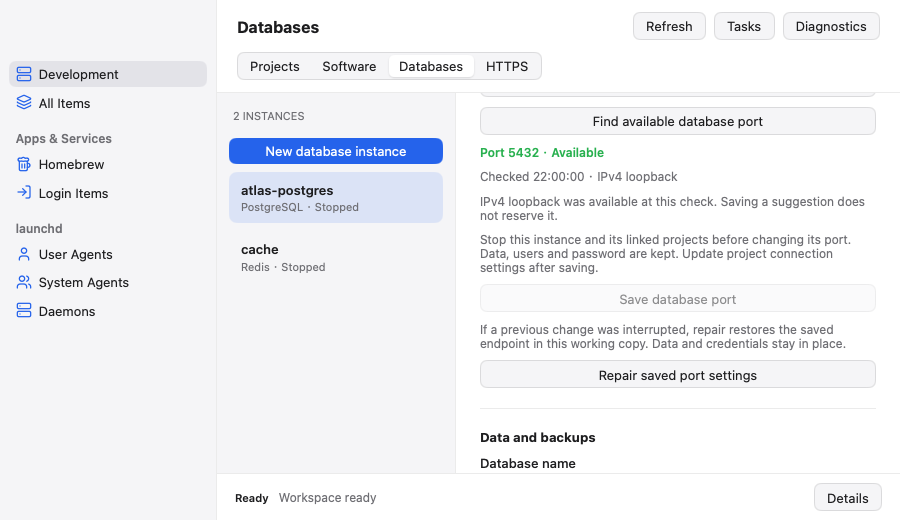 Databases
Refresh
Tasks
Diagnostics
Projects
Software
Databases
HTTPS
Development
All Items
Apps & Services
Homebrew
Login Items
launchd
User Agents
System Agents
Daemons
2 INSTANCES
New database instance
atlas-postgres
PostgreSQL · Stopped
cache
Redis · Stopped
Find available database port
Port 5432 · Available
Checked 22:00:00 · IPv4 loopback
IPv4 loopback was available at this check. Saving a suggestion does
not reserve it.
Stop this instance and its linked projects before changing its port.
Data, users and password are kept. Update project connection
settings after saving.
Save database port
If a previous change was interrupted, repair restores the saved
endpoint in this working copy. Data and credentials stay in place.
Repair saved port settings
Data and backups
Database name
Ready
Workspace ready
Details